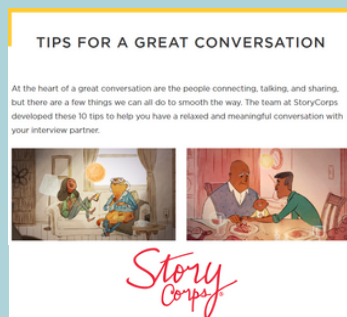 TIPS FOR A GREAT CONVERSATION
At the heart of a great conversation are the people connecting, talking, and sharing,
but there are a few things we can all do to smooth the way. The team at StoryCorps
developed these 10 tips to help you have a relaxed and meaningful conversation with
your interview partner.
Story
Corps